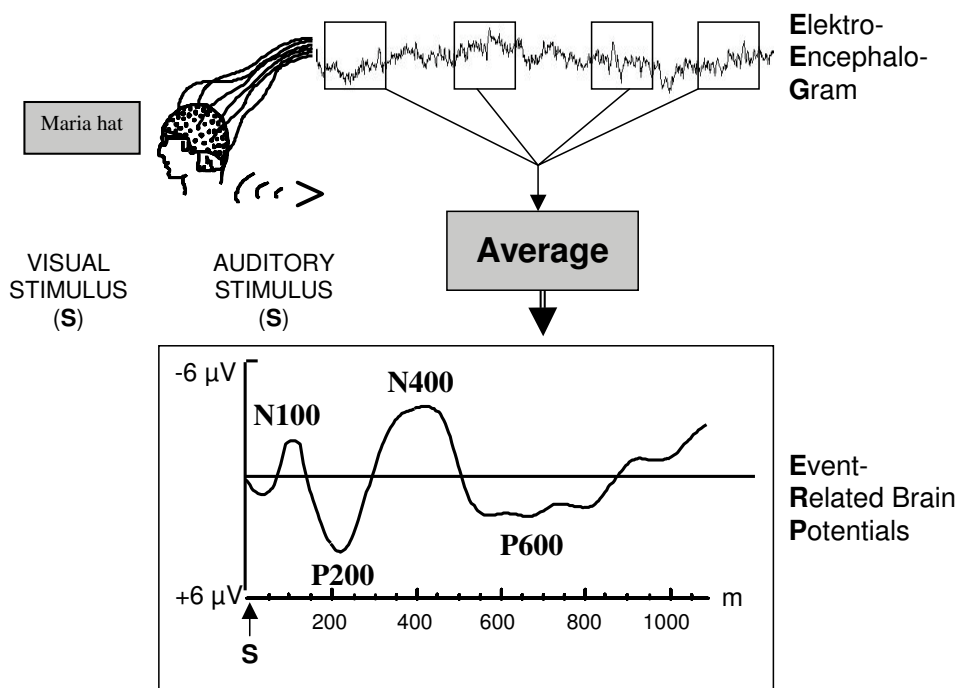 Elektro-
Encephalo-
Gram
Maria hat
VISUAL
STIMULUS
(S)
AUDITORY
STIMULUS
(S)
Average
-6 µV
N100
N400
P200
P600
+6 µV
200
400
600
800
1000
m
S
Event-
Related Brain
Potentials